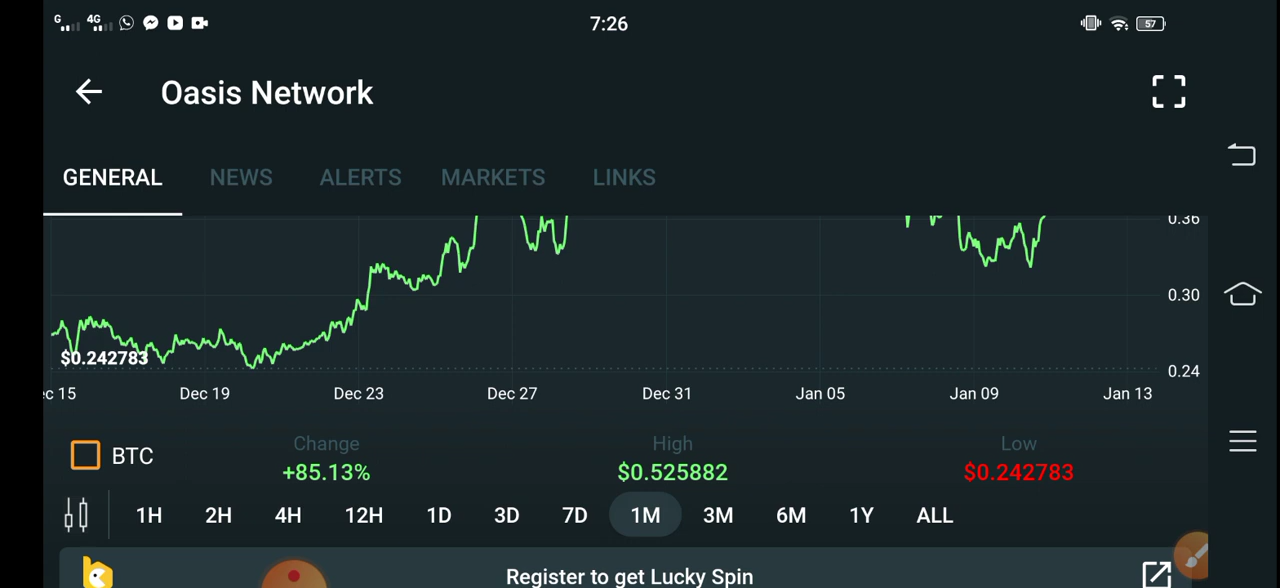 G 4G 7:26 57
Oasis Network
GENERAL NEWS ALERTS MARKETS LINKS
0.36
0.30
$0.242783
0.24
c 15 Dec 19 Dec 23 Dec 27 Dec 31 Jan 05 Jan 09 Jan 13
Change High Low
BTC
+85.13% $0.525882 $0.242783
1H 2H 4H 12H 1D 3D 7D 1M 3M 6M 1Y ALL
Register to get Lucky Spin